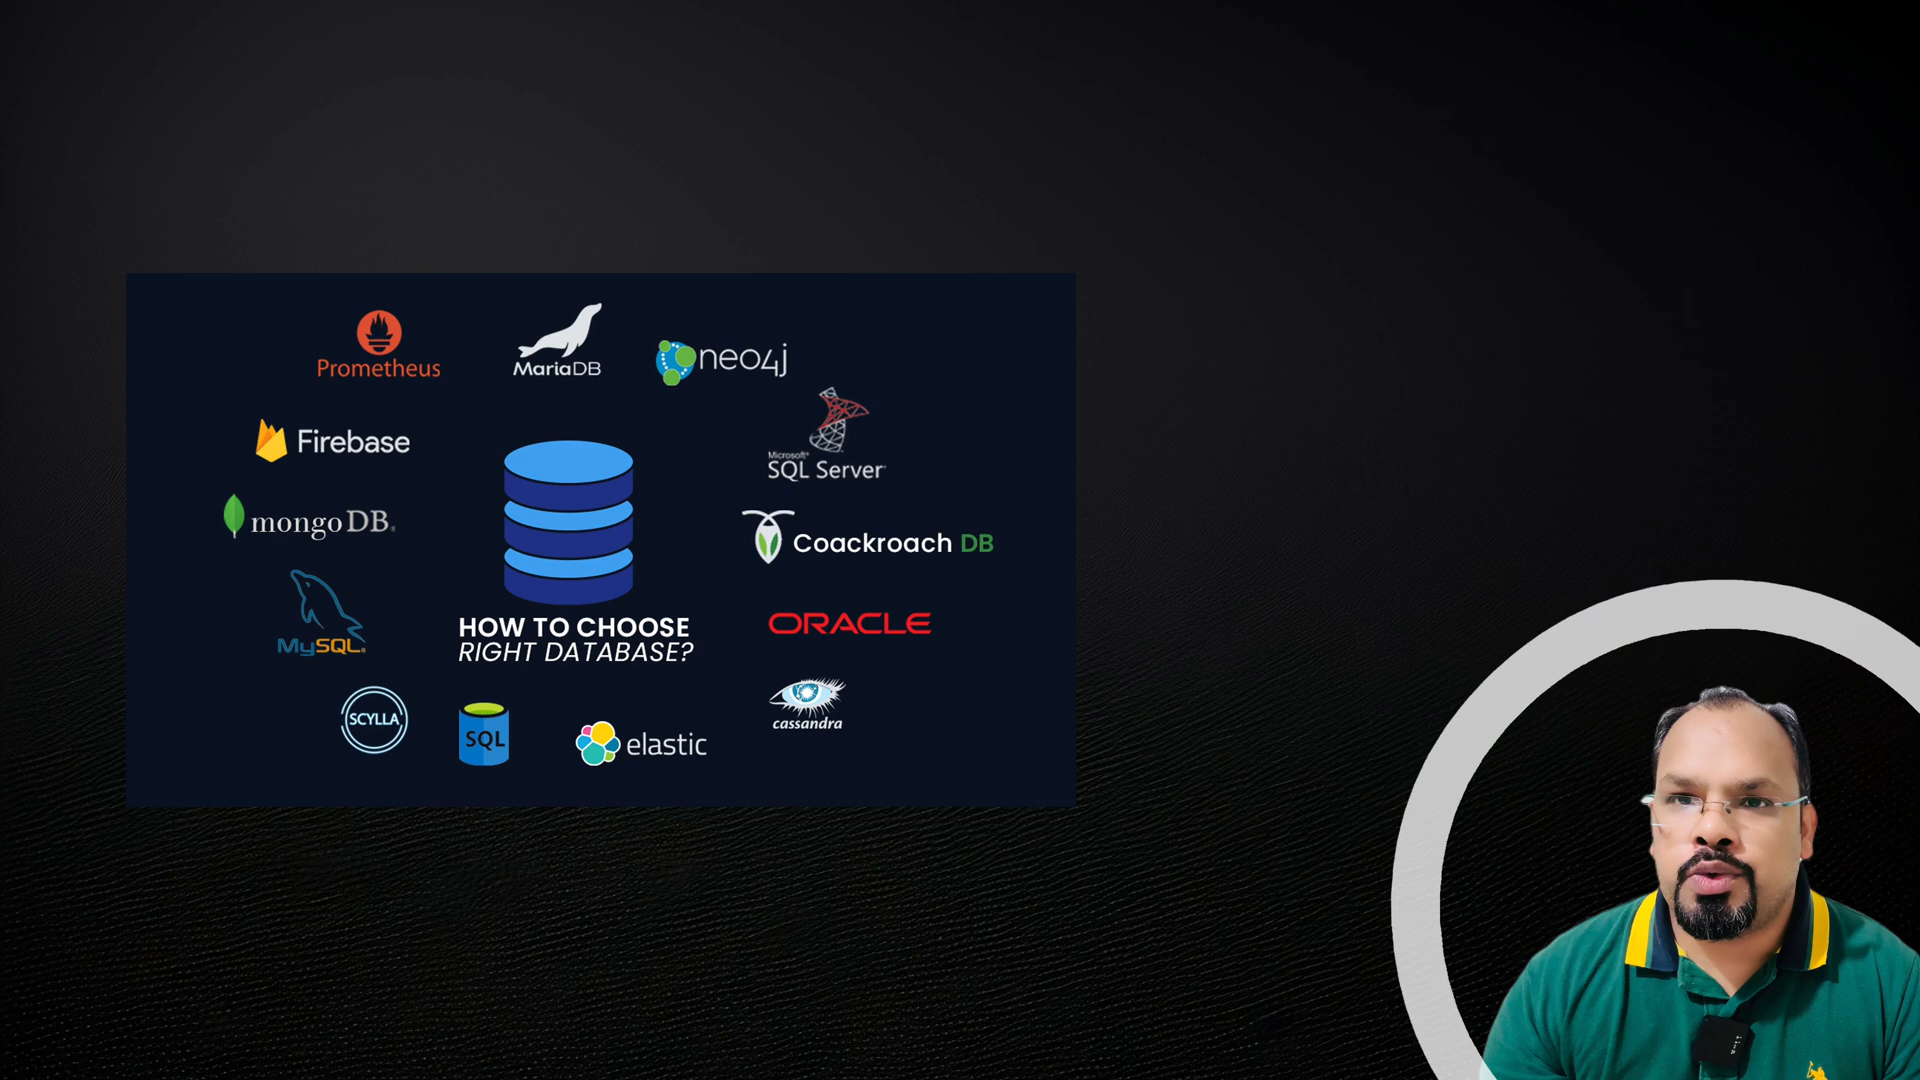 Prometheus
MariaDB
neo4j
Firebase
Microsoft®
SQL Server
mongoDB®
Coackroach DB
MySQL®
HOW TO CHOOSE
RIGHT DATABASE?
ORACLE
SCYLLA
SQL
elastic
cassandra